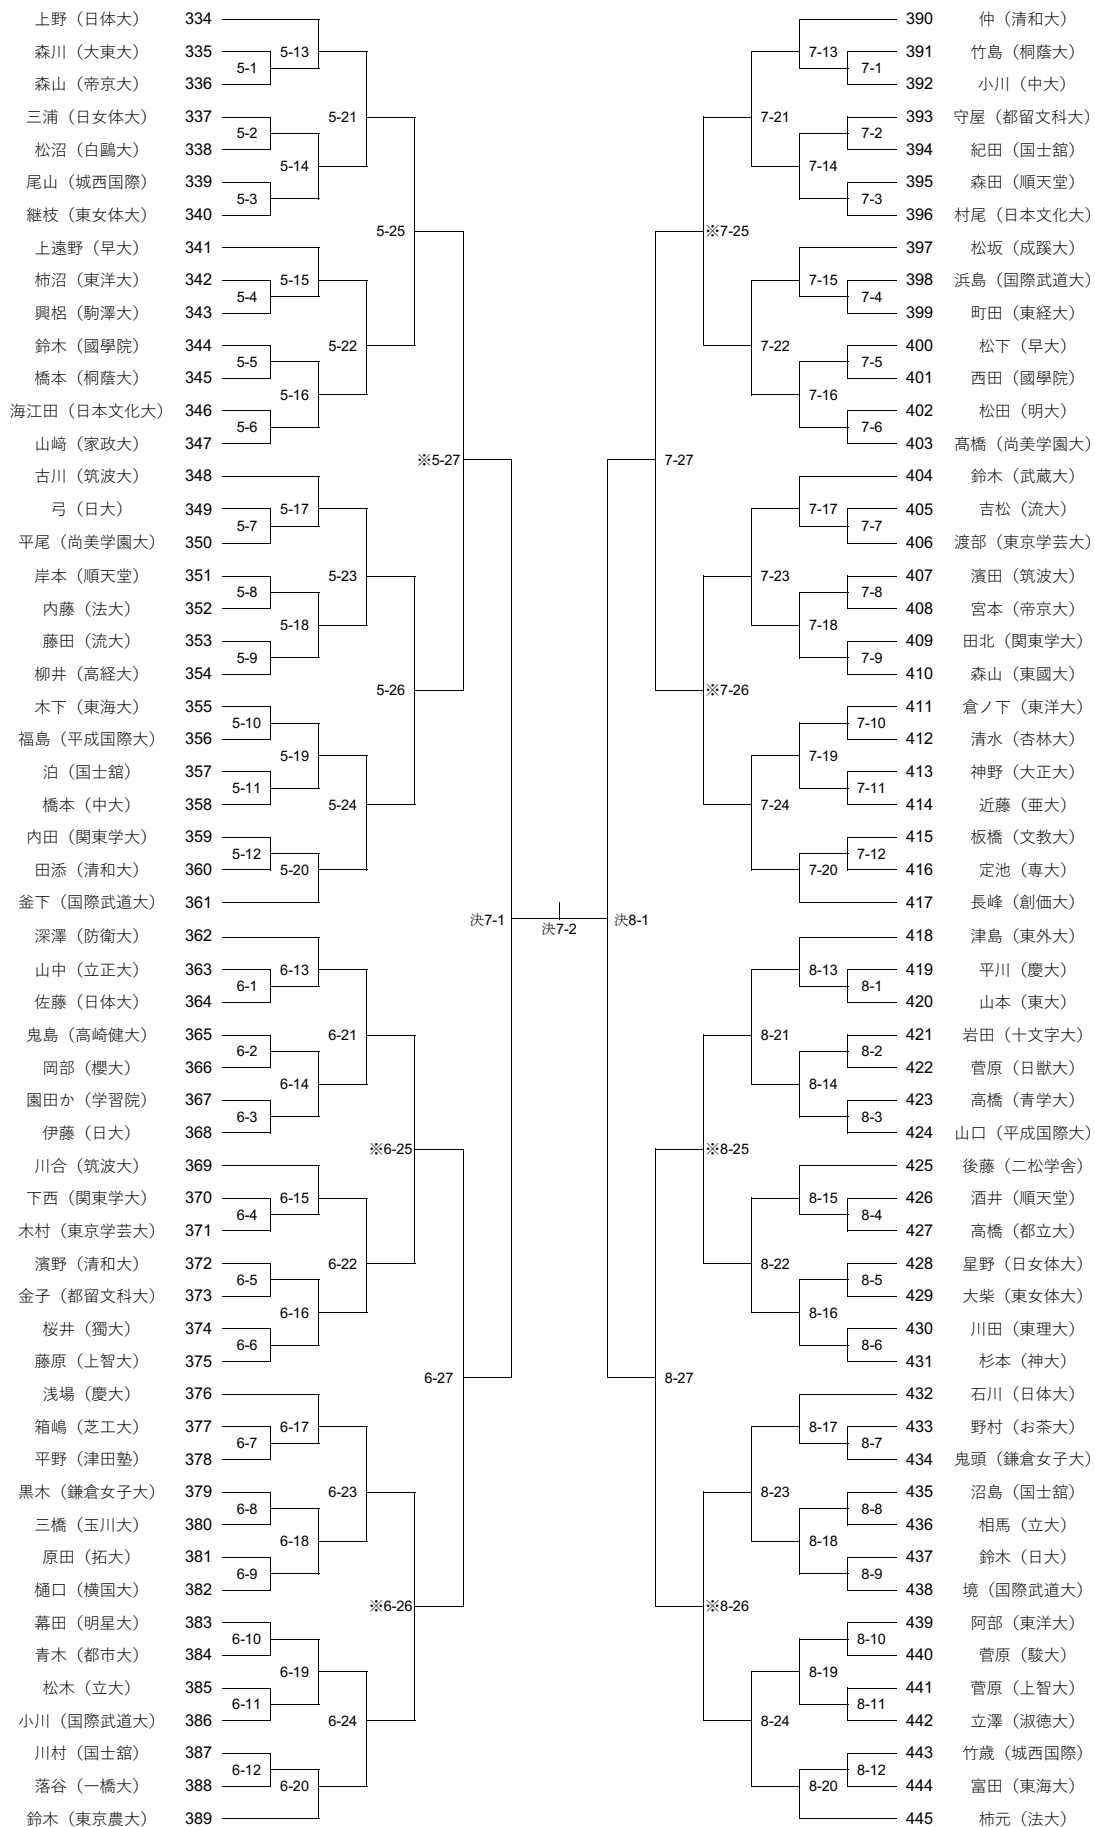 上野（日体大） 334
森川（大東大） 335
5-13
5-1
森山（帝京大） 336
三浦（日女体大） 337
5-21
5-2
松沼（白鷗大） 338
5-14
尾山（城西国際） 339
5-3
継枝（東女体大） 340
5-25
上遠野（早大） 341
柿沼（東洋大） 342
5-15
5-4
興梠（駒澤大） 343
鈴木（國學院） 344
5-22
5-5
橋本（桐蔭大） 345
5-16
海江田（日本文化大） 346
5-6
山﨑（家政大） 347
※5-27
古川（筑波大） 348
弓（日大） 349
5-17
5-7
平尾（尚美学園大） 350
岸本（順天堂） 351
5-23
5-8
内藤（法大） 352
5-18
藤田（流大） 353
5-9
柳井（高経大） 354
5-26
木下（東海大） 355
5-10
福島（平成国際大） 356
5-19
泊（国士舘） 357
5-11
橋本（中大） 358
5-24
内田（関東学大） 359
5-12
田添（清和大） 360
5-20
釜下（国際武道大） 361
決7-1
決7-2
決8-1
深澤（防衛大） 362
山中（立正大） 363
6-13
6-1
佐藤（日体大） 364
鬼島（高崎健大） 365
6-21
6-2
岡部（櫻大） 366
6-14
園田か（学習院） 367
6-3
伊藤（日大） 368
※6-25
川合（筑波大） 369
下西（関東学大） 370
6-15
6-4
木村（東京学芸大） 371
濱野（清和大） 372
6-22
6-5
金子（都留文科大） 373
6-16
桜井（獨大） 374
6-6
藤原（上智大） 375
6-27
浅場（慶大） 376
箱嶋（芝工大） 377
6-17
6-7
平野（津田塾） 378
黒木（鎌倉女子大） 379
6-23
6-8
三橋（玉川大） 380
6-18
原田（拓大） 381
6-9
樋口（横国大） 382
※6-26
幕田（明星大） 383
6-10
青木（都市大） 384
6-19
松木（立大） 385
6-11
小川（国際武道大） 386
6-24
川村（国士舘） 387
6-12
落谷（一橋大） 388
6-20
鈴木（東京農大） 389
390 仲（清和大）
391 竹島（桐蔭大）
7-13
7-1
392 小川（中大）
393 守屋（都留文科大）
7-21
7-2
394 紀田（国士舘）
7-14
395 森田（順天堂）
7-3
396 村尾（日本文化大）
※7-25
397 松坂（成蹊大）
398 浜島（国際武道大）
7-15
7-4
399 町田（東経大）
400 松下（早大）
7-22
7-5
401 西田（國學院）
7-16
402 松田（明大）
7-6
403 髙橋（尚美学園大）
7-27
404 鈴木（武蔵大）
405 吉松（流大）
7-17
7-7
406 渡部（東京学芸大）
407 濱田（筑波大）
7-23
7-8
408 宮本（帝京大）
7-18
409 田北（関東学大）
7-9
410 森山（東國大）
※7-26
411 倉ノ下（東洋大）
7-10
412 清水（杏林大）
7-19
413 神野（大正大）
7-11
414 近藤（亜大）
7-24
415 板橋（文教大）
7-12
416 定池（専大）
7-20
417 長峰（創価大）
418 津島（東外大）
419 平川（慶大）
8-13
8-1
420 山本（東大）
421 岩田（十文字大）
8-21
8-2
422 菅原（日獣大）
8-14
423 高橋（青学大）
8-3
424 山口（平成国際大）
※8-25
425 後藤（二松学舎）
426 酒井（順天堂）
8-15
8-4
427 高橋（都立大）
428 星野（日女体大）
8-22
8-5
429 大柴（東女体大）
8-16
430 川田（東理大）
8-6
431 杉本（神大）
8-27
432 石川（日体大）
433 野村（お茶大）
8-17
8-7
434 鬼頭（鎌倉女子大）
435 沼島（国士舘）
8-23
8-8
436 相馬（立大）
8-18
437 鈴木（日大）
8-9
438 境（国際武道大）
※8-26
439 阿部（東洋大）
8-10
440 菅原（駿大）
8-19
441 菅原（上智大）
8-11
442 立澤（淑徳大）
8-24
443 竹歳（城西国際）
8-12
444 富田（東海大）
8-20
445 柿元（法大）